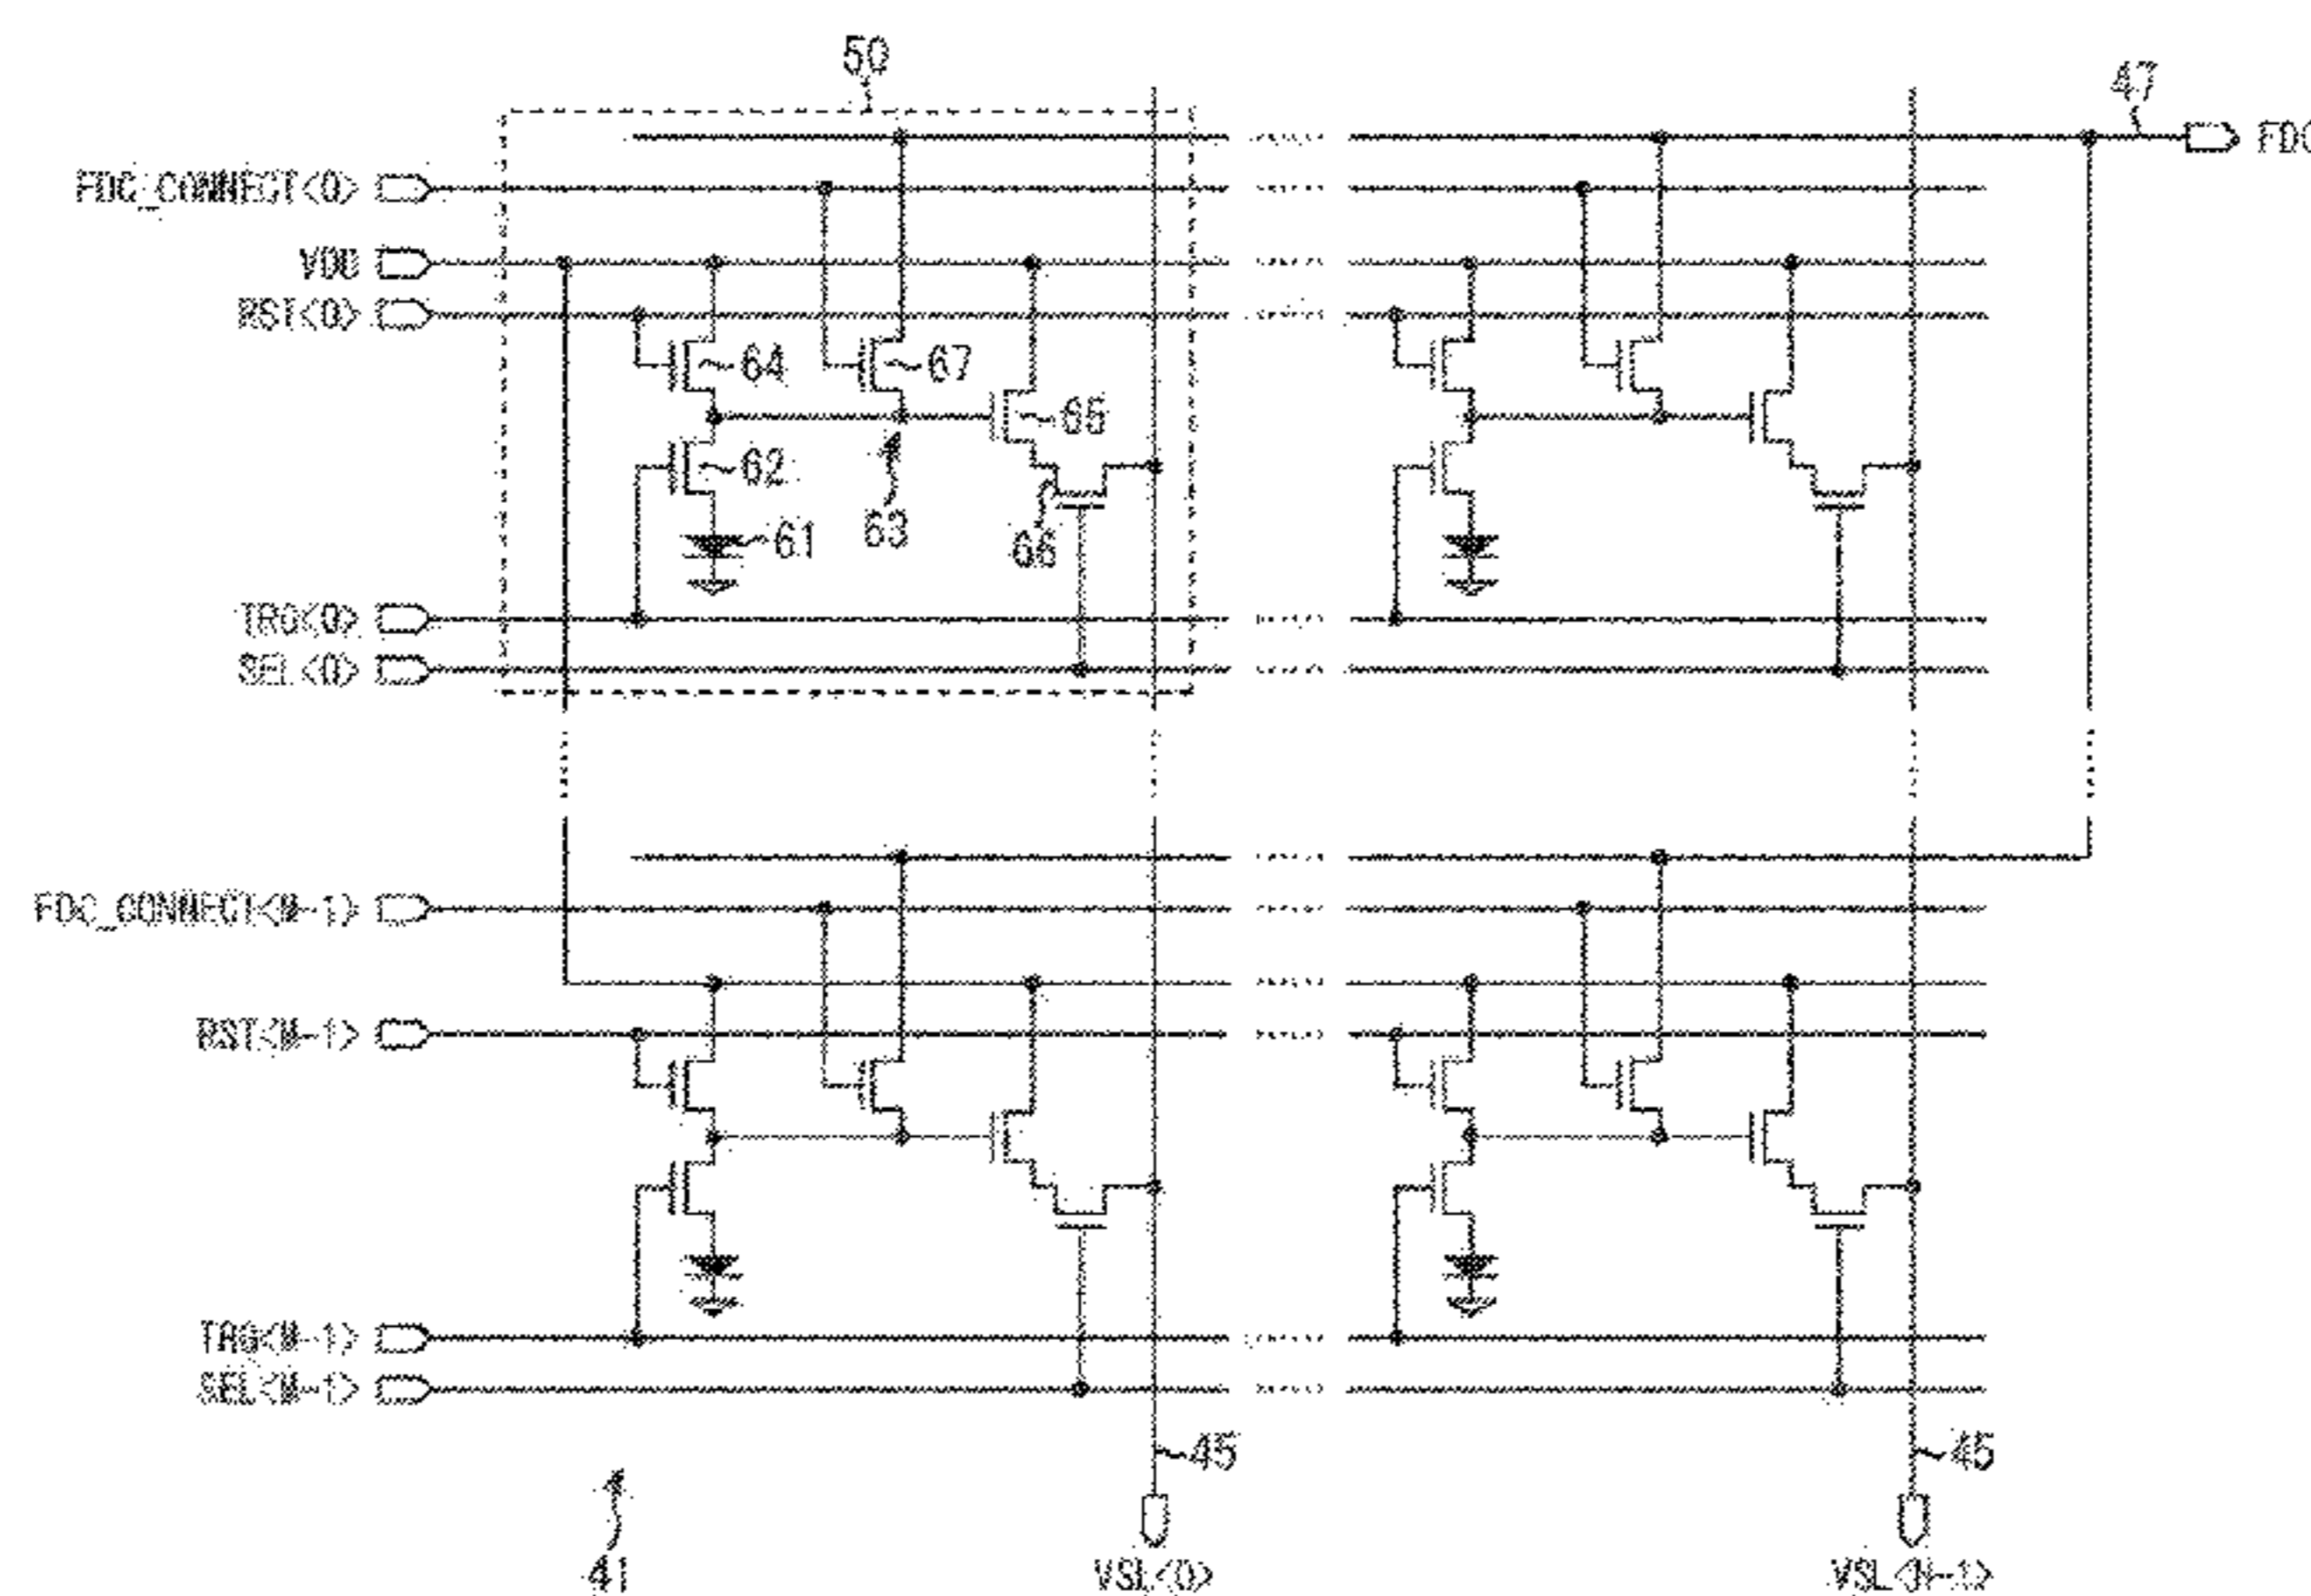 50
47
FDC
FDC_CONNECT<0>
VDD
RST<0>
64
67
65
62
63
66
61
TRG<0>
SEL<0>
FDC_CONNECT<M-1>
RST<M-1>
TRG<M-1>
SEL<M-1>
45
45
41
VSL<0>
VSL<N-1>